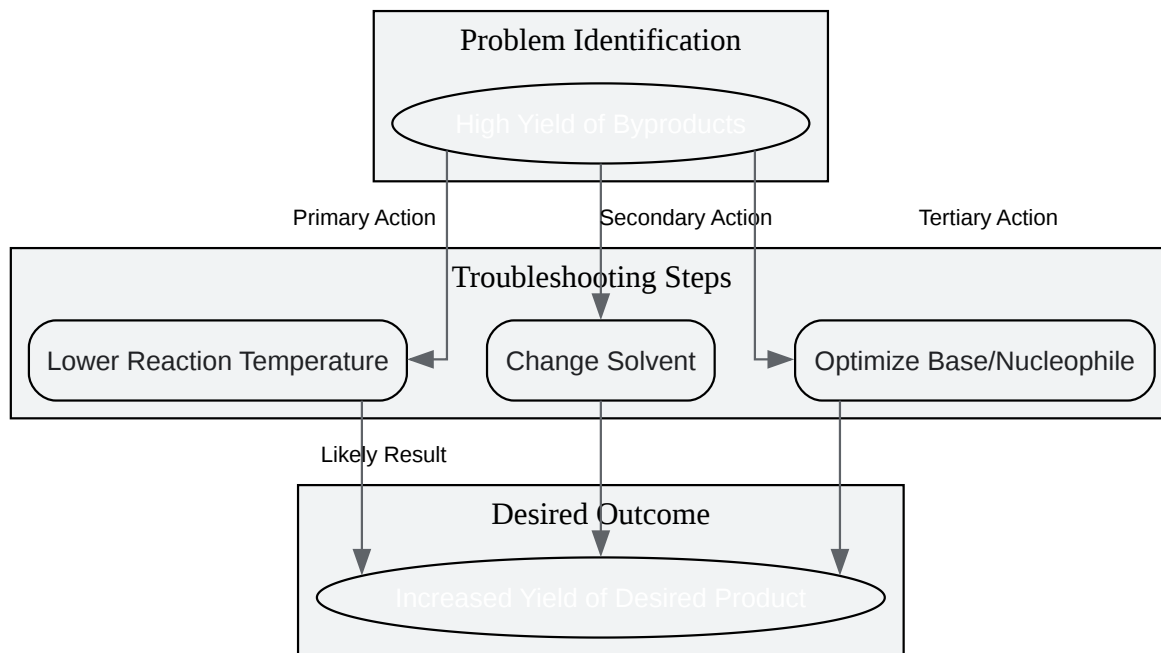 Problem Identification
High Yield of Byproducts
Primary Action
Secondary Action
Tertiary Action
Troubleshooting Steps
Lower Reaction Temperature
Change Solvent
Optimize Base/Nucleophile
Likely Result
Desired Outcome
Increased Yield of Desired Product